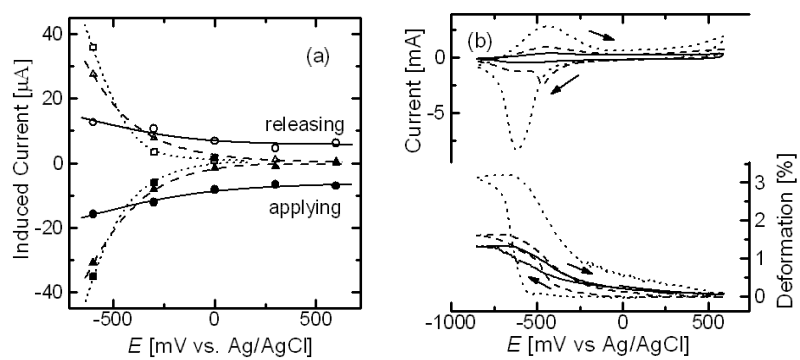 (a)
Induced Current [μA]
40
20
0
-20
-40
releasing
applying
-500
0
500
E [mV vs. Ag/AgCl]
(b)
Current [mA]
0
-5
3
2
1
0
Deformation [%]
-1000
-500
0
500
E [mV vs Ag/AgCl]